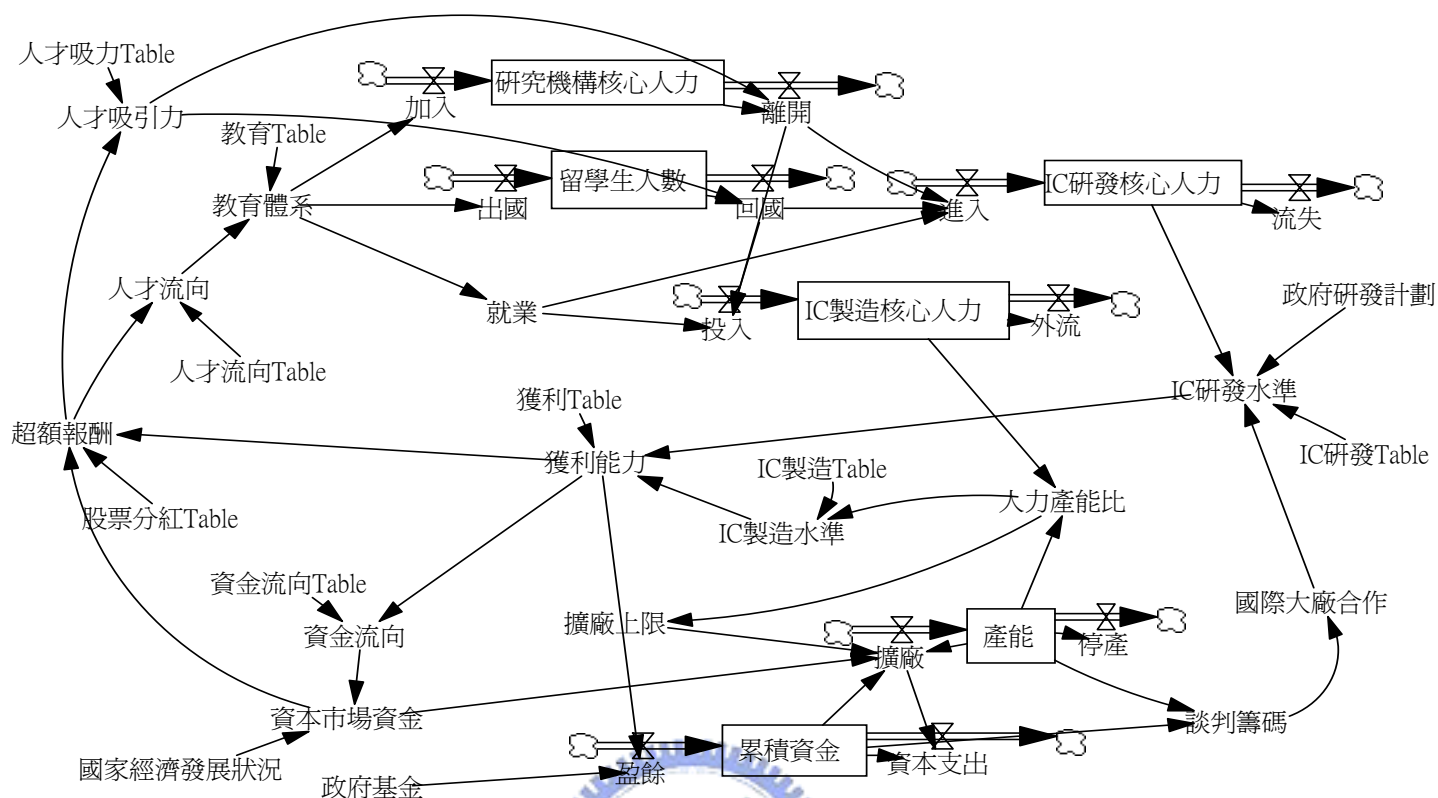 人才吸力Table
人才吸引力
加入
研究機構核心人力
離開
教育Table
教育體系
出國
留學生人數
回國
進入
IC研發核心人力
流失
人才流向
就業
投入
IC製造核心人力
外流
政府研發計劃
人才流向Table
獲利Table
IC研發水準
超額報酬
獲利能力
IC製造Table
IC研發Table
股票分紅Table
IC製造水準
人力產能比
資金流向Table
資金流向
擴廠上限
擴廠
產能
停產
國際大廠合作
資本市場資金
談判籌碼
國家經濟發展狀況
政府基金
盈餘
累積資金
資本支出